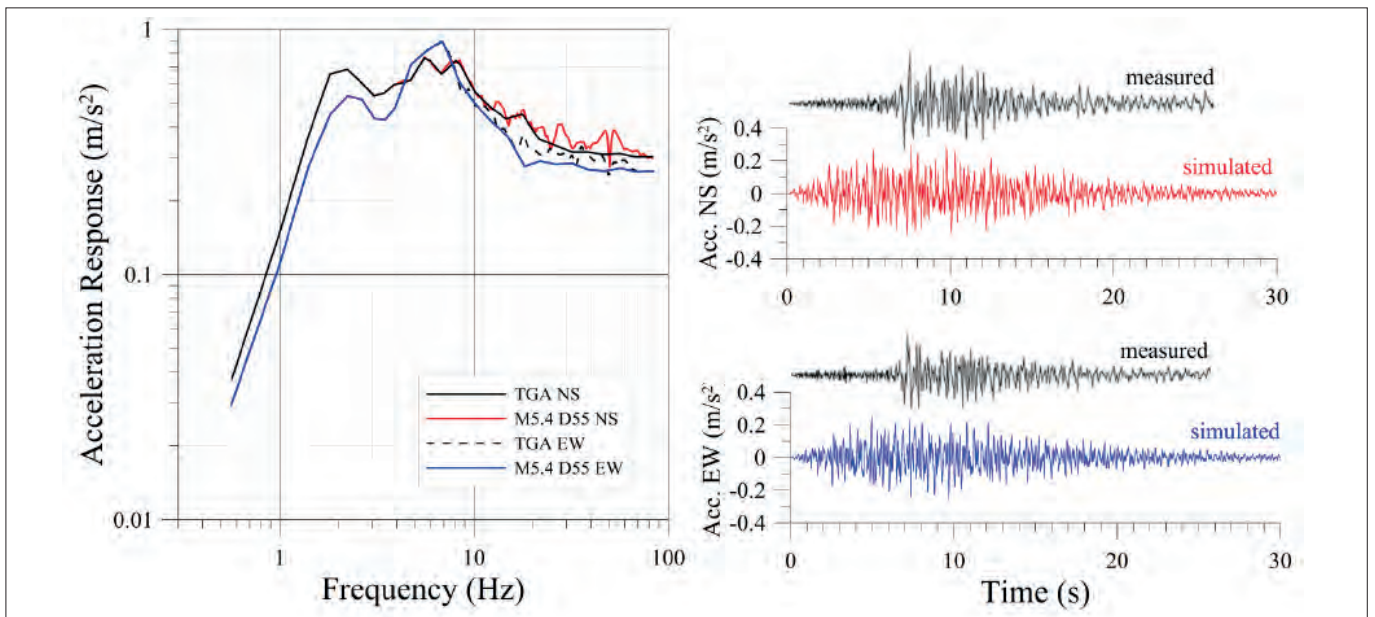 Acceleration Response (m/s²)
1
0.1
0.01
1
10
100
Frequency (Hz)
TGA NS
M5.4 D55 NS
TGA EW
M5.4 D55 EW
measured
Acc. NS (m/s²)
0.4
0.2
0
-0.2
-0.4
simulated
0
10
20
30
measured
Acc. EW (m/s²)
0.4
0.2
0
-0.2
-0.4
simulated
0
10
20
30
Time (s)